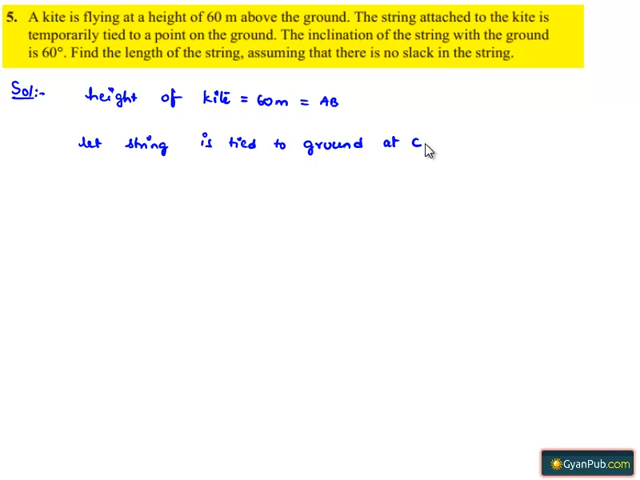 5. A kite is flying at a height of 60 m above the ground. The string attached to the kite is
temporarily tied to a point on the ground. The inclination of the string with the ground
is 60°. Find the length of the string, assuming that there is no slack in the string.
Sol:-
height of kite = 60m = AB
let string is tied to ground at C
GyanPub.com